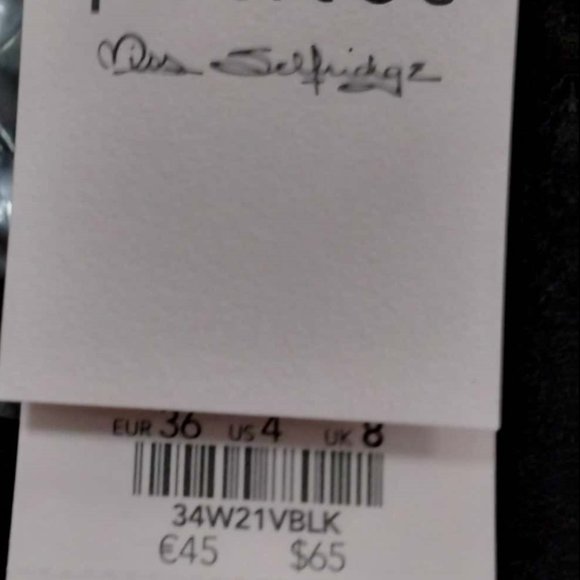 Miss Selfridge
EUR 36 US 4 UK 8
34W21VBLK
€45 $65